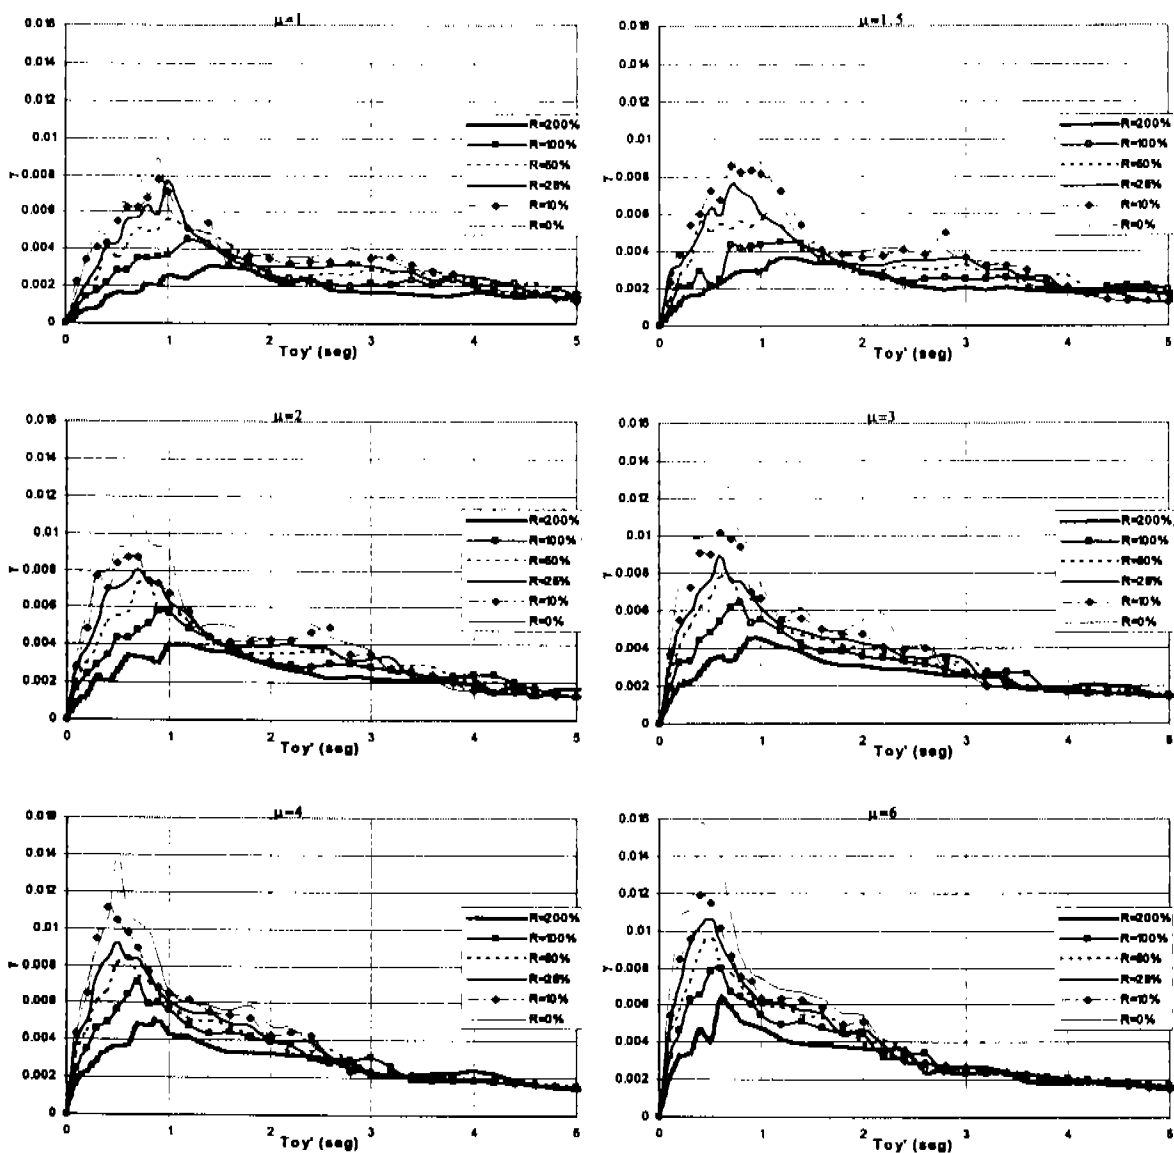 μ=1
0.016
0.014
0.012
0.01
0.008
0.006
0.004
0.002
0
γ
R=200%
R=100%
R=50%
R=25%
R=10%
R=0%
0 1 2 3 4 5
Toy' (seg)
μ=1.5
0.016
0.014
0.012
0.01
0.008
0.006
0.004
0.002
0
γ
R=200%
R=100%
R=50%
R=25%
R=10%
R=0%
0 1 2 3 4 5
Toy' (seg)
μ=2
0.016
0.014
0.012
0.01
0.008
0.006
0.004
0.002
0
γ
R=200%
R=100%
R=50%
R=25%
R=10%
R=0%
0 1 2 3 4 5
Toy' (seg)
μ=3
0.016
0.014
0.012
0.01
0.008
0.006
0.004
0.002
0
γ
R=200%
R=100%
R=50%
R=25%
R=10%
R=0%
0 1 2 3 4 5
Toy' (seg)
μ=4
0.016
0.014
0.012
0.01
0.008
0.006
0.004
0.002
0
γ
R=200%
R=100%
R=50%
R=25%
R=10%
R=0%
0 1 2 3 4 5
Toy' (seg)
μ=6
0.016
0.014
0.012
0.01
0.008
0.006
0.004
0.002
0
γ
R=200%
R=100%
R=50%
R=25%
R=10%
R=0%
0 1 2 3 4 5
Toy' (seg)